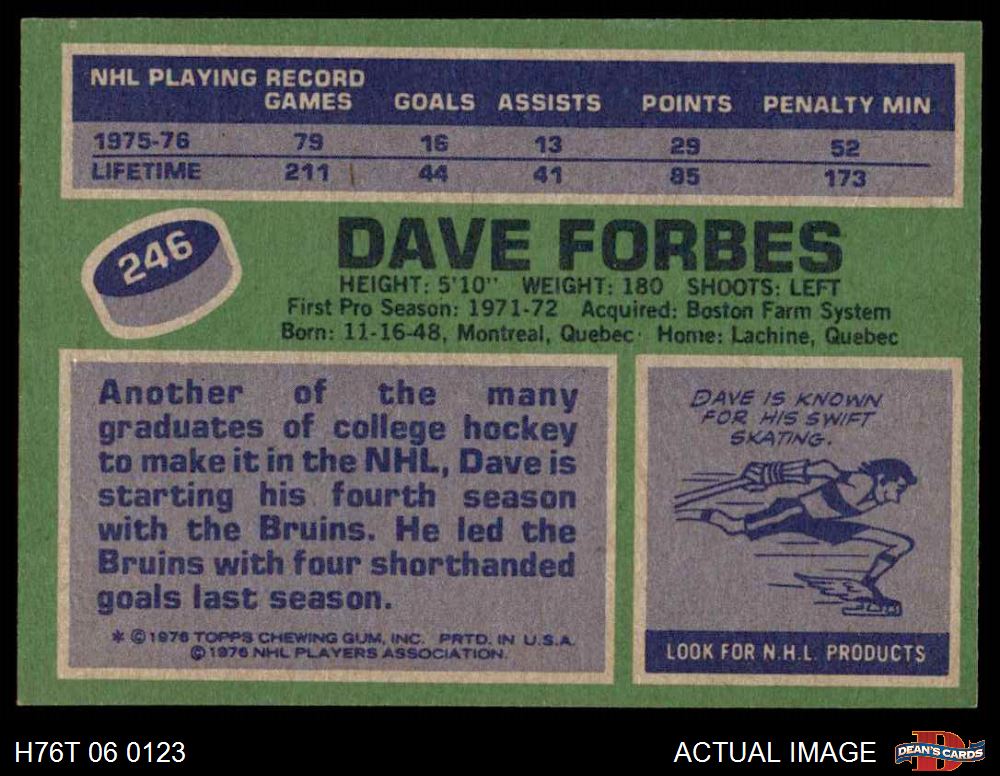 NHL PLAYING RECORD
GAMES GOALS ASSISTS POINTS PENALTY MIN
1975-76 79 16 13 29 52
LIFETIME 211 44 41 85 173
246
DAVE FORBES
HEIGHT: 5'10" WEIGHT: 180 SHOOTS: LEFT
First Pro Season: 1971-72 Acquired: Boston Farm System
Born: 11-16-48, Montreal, Quebec Home: Lachine, Quebec
Another of the many
graduates of college hockey
to make it in the NHL, Dave is
starting his fourth season
with the Bruins. He led the
Bruins with four shorthanded
goals last season.
* © 1976 TOPPS CHEWING GUM, INC. PRTD. IN U.S.A.
© 1976 NHL PLAYERS ASSOCIATION.
DAVE IS KNOWN
FOR HIS SWIFT
SKATING.
LOOK FOR N.H.L. PRODUCTS
H76T 06 0123
ACTUAL IMAGE
D
DEAN'S CARDS